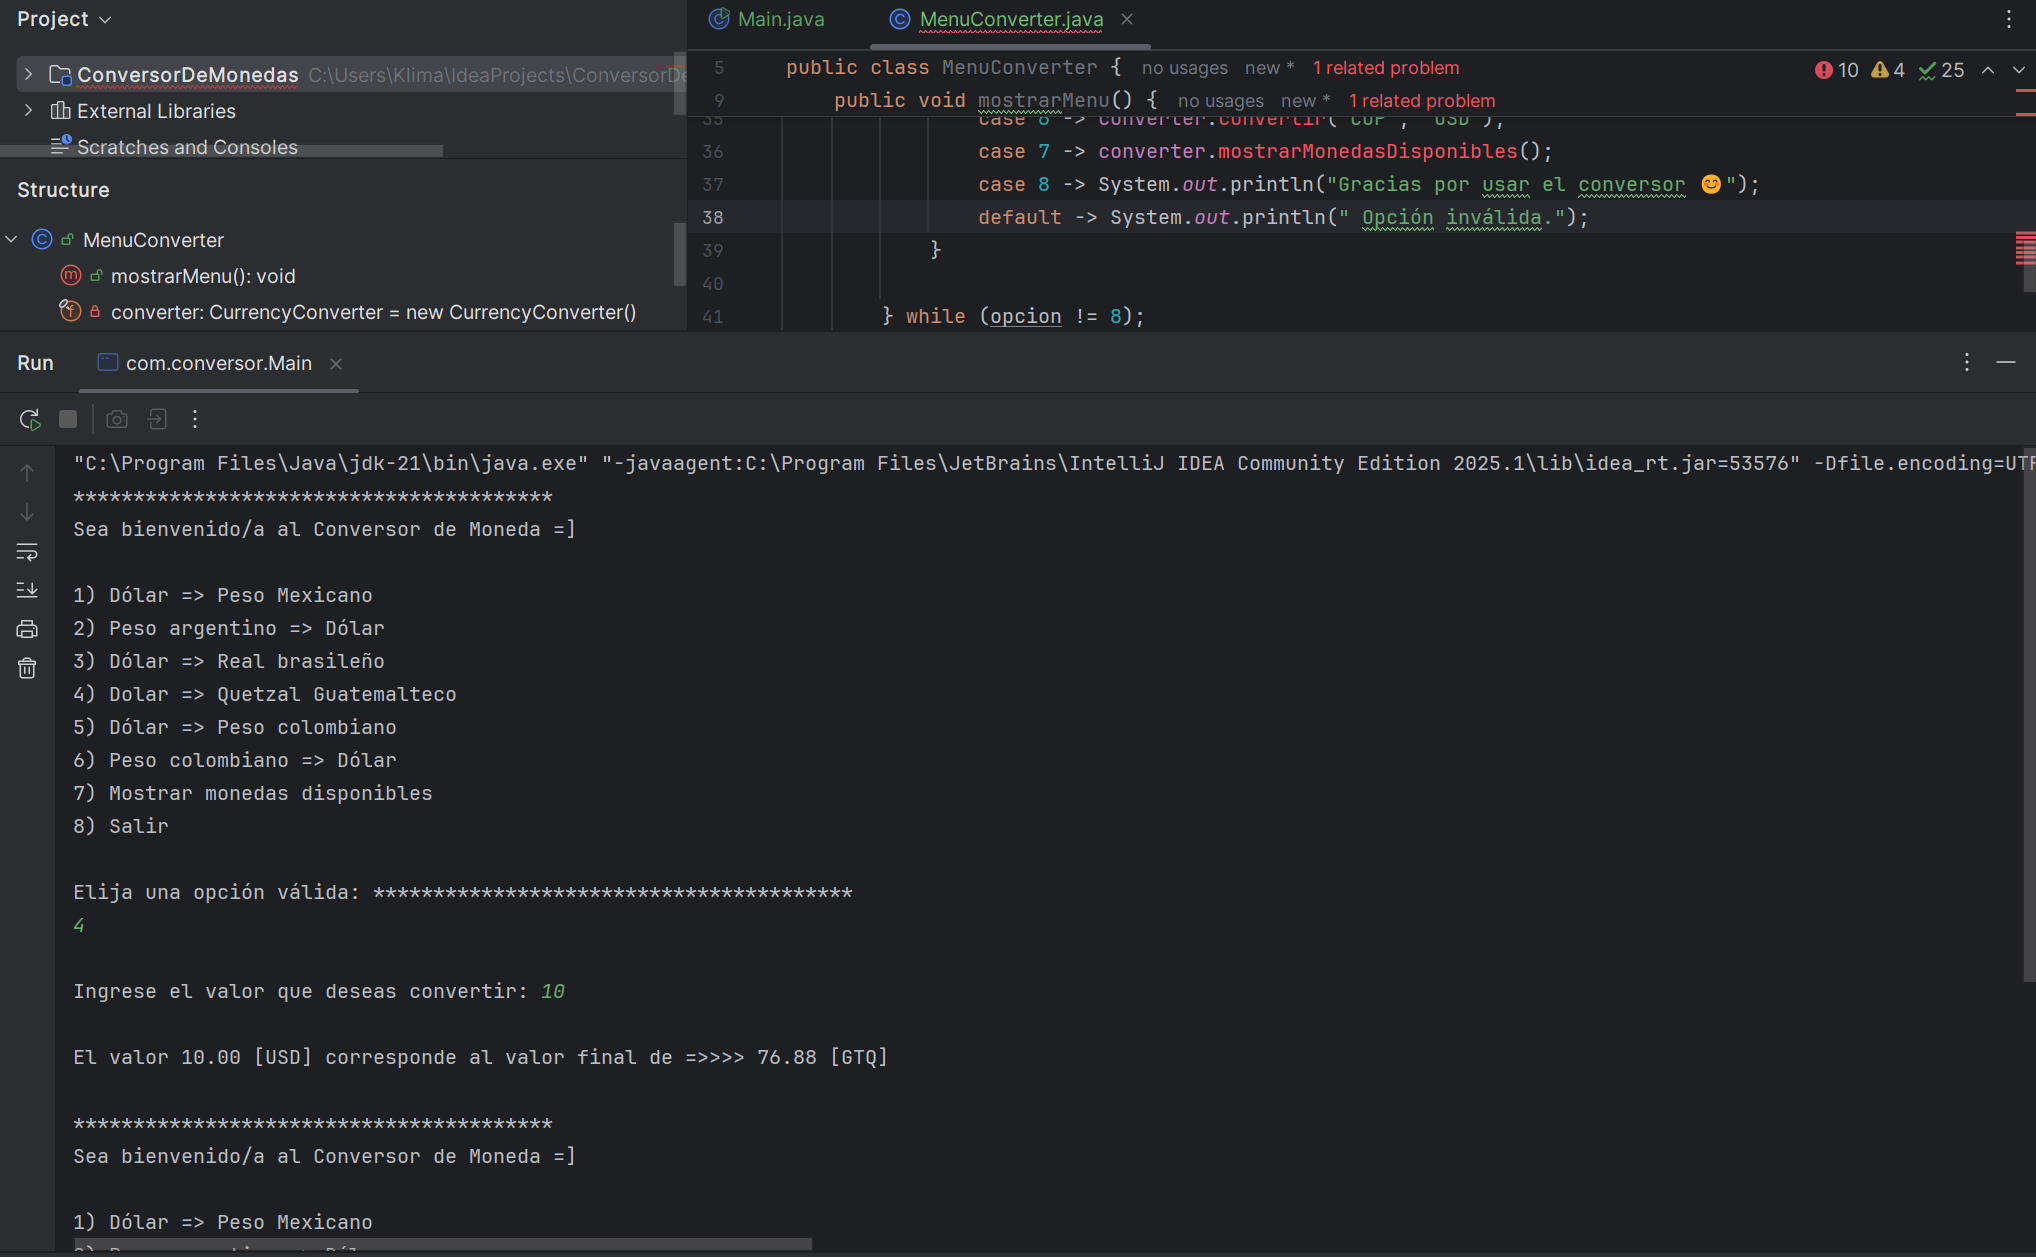 Project
Main.java
MenuConverter.java
ConversorDeMonedas C:\Users\Klima\IdeaProjects\ConversorDe
External Libraries
Scratches and Consoles
5 public class MenuConverter { no usages new * 1 related problem
10 4 25
9 public void mostrarMenu() { no usages new * 1 related problem
35 case 6 -> converter.convertir("COP", "USD");
36 case 7 -> converter.mostrarMonedasDisponibles();
37 case 8 -> System.out.println("Gracias por usar el conversor 😊");
38 default -> System.out.println(" Opción inválida.");
39 }
40
41 } while (opcion != 8);
Structure
MenuConverter
mostrarMenu(): void
converter: CurrencyConverter = new CurrencyConverter()
Run com.conversor.Main
"C:\Program Files\Java\jdk-21\bin\java.exe" "-javaagent:C:\Program Files\JetBrains\IntelliJ IDEA Community Edition 2025.1\lib\idea_rt.jar=53576" -Dfile.encoding=UTF
****************************************
Sea bienvenido/a al Conversor de Moneda =]
1) Dólar => Peso Mexicano
2) Peso argentino => Dólar
3) Dólar => Real brasileño
4) Dolar => Quetzal Guatemalteco
5) Dólar => Peso colombiano
6) Peso colombiano => Dólar
7) Mostrar monedas disponibles
8) Salir
Elija una opción válida: ****************************************
4
Ingrese el valor que deseas convertir: 10
El valor 10.00 [USD] corresponde al valor final de =>>>> 76.88 [GTQ]
****************************************
Sea bienvenido/a al Conversor de Moneda =]
1) Dólar => Peso Mexicano